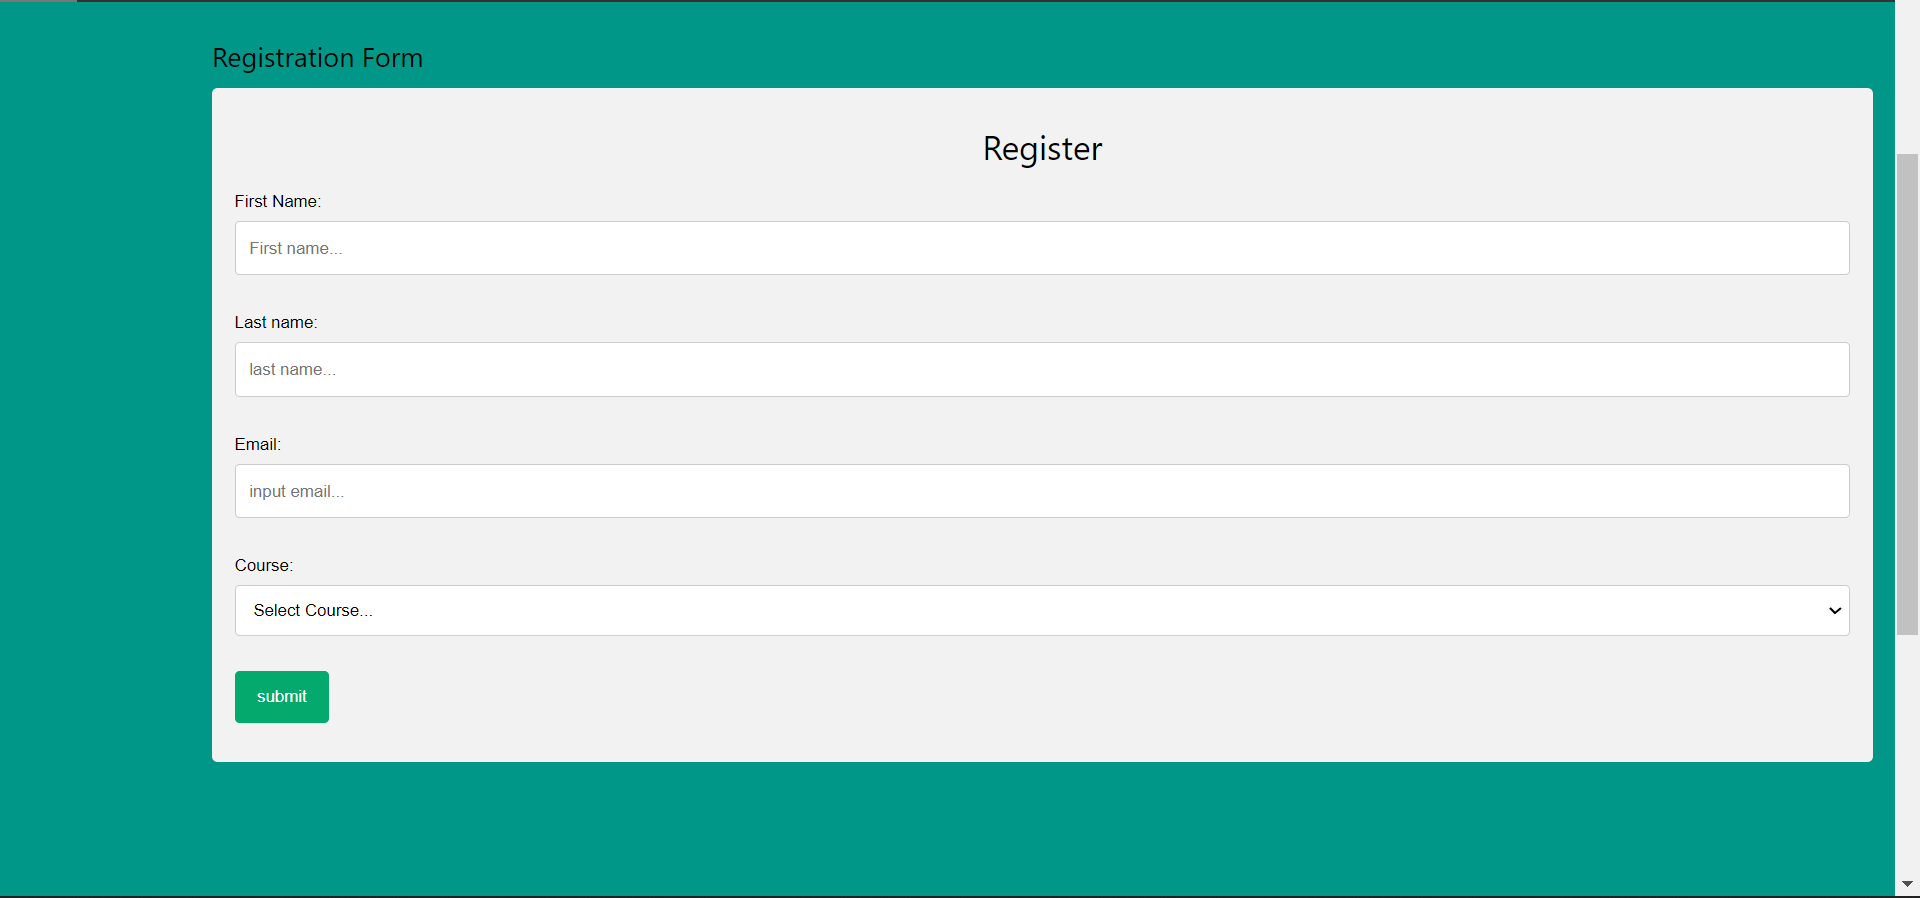 Registration Form
Register
First Name:
First name...
Last name:
last name...
Email:
input email...
Course:
Select Course...
submit